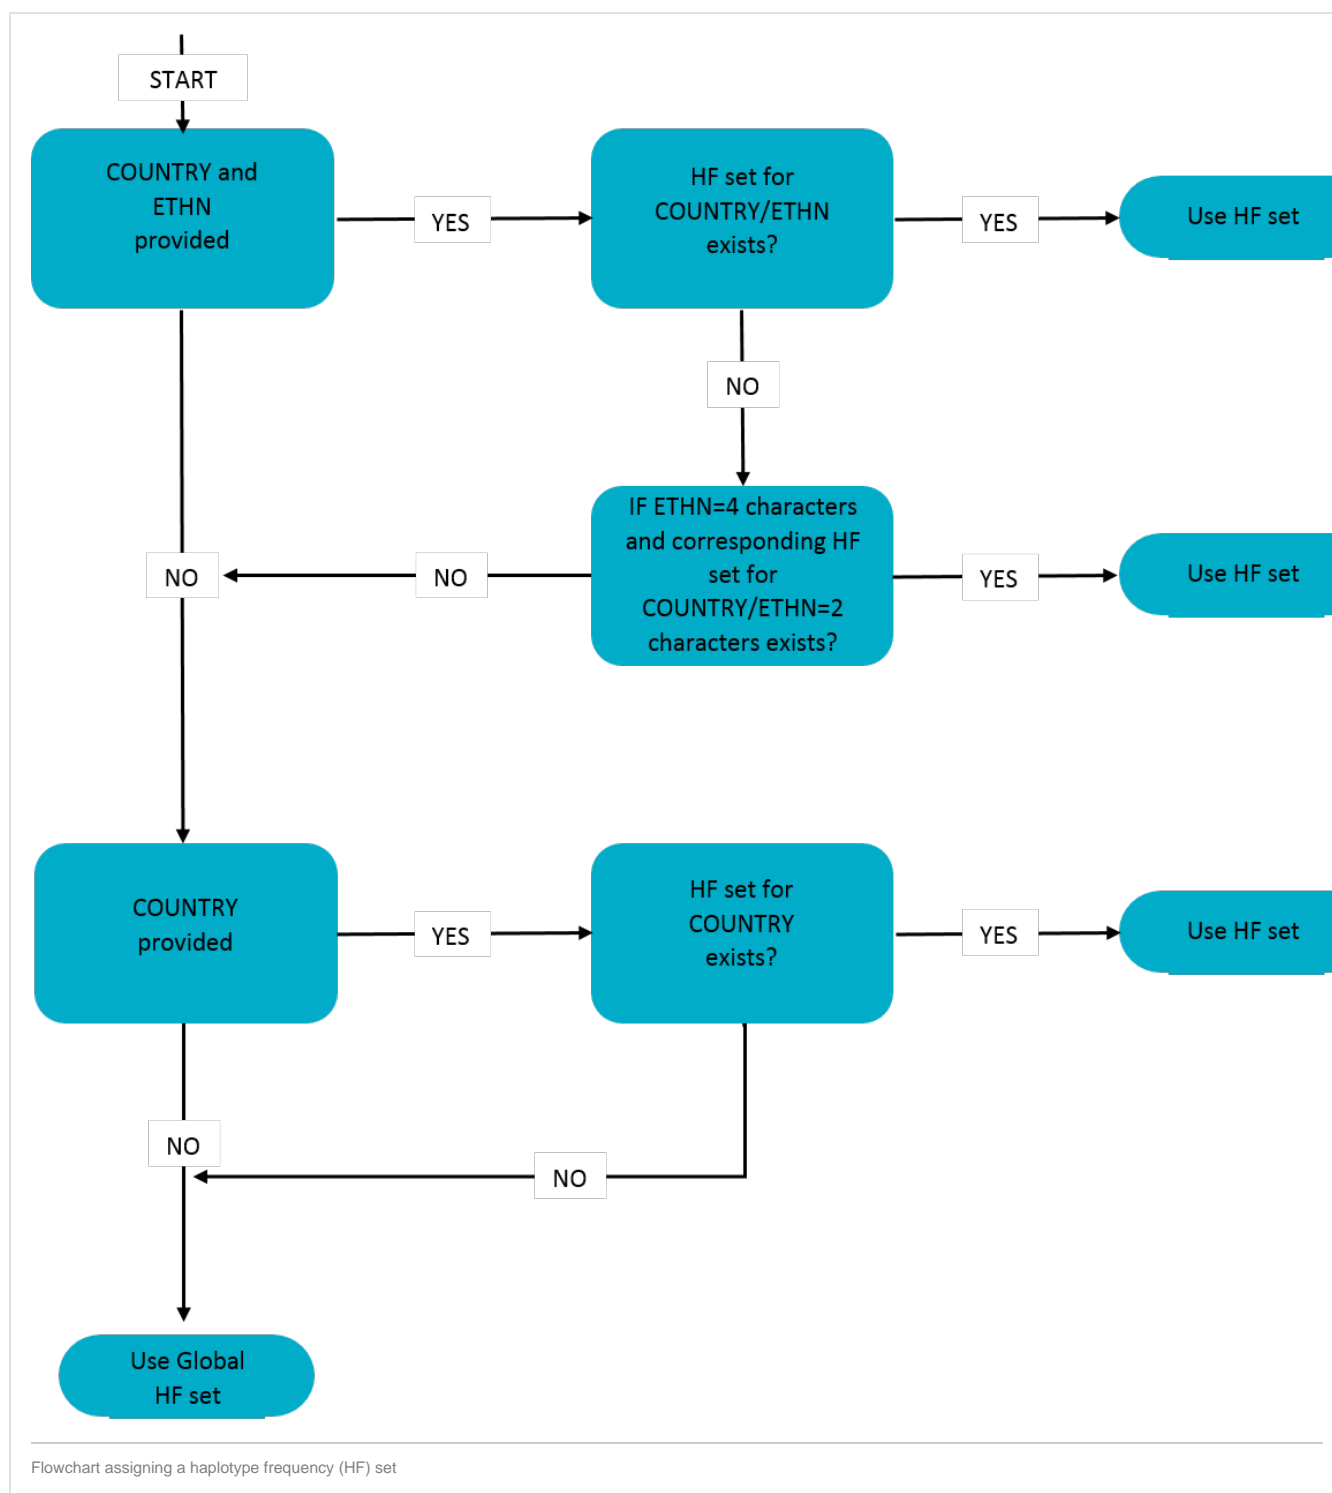 START
COUNTRY and
ETHN
provided
YES
HF set for
COUNTRY/ETHN
exists?
YES
Use HF set
NO
IF ETHN=4 characters
and corresponding HF
set for
COUNTRY/ETHN=2
characters exists?
NO
NO
YES
Use HF set
COUNTRY
provided
YES
HF set for
COUNTRY
exists?
YES
Use HF set
NO
NO
Use Global
HF set
Flowchart assigning a haplotype frequency (HF) set